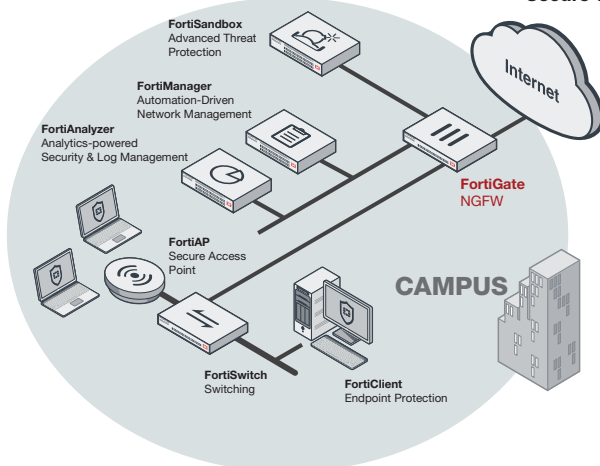 FortiSandbox
Advanced Threat
Protection
FortiManager
Automation-Driven
Network Management
FortiAnalyzer
Analytics-powered
Security & Log Management
Internet
FortiGate
NGFW
FortiAP
Secure Access
Point
CAMPUS
FortiSwitch
Switching
FortiClient
Endpoint Protection